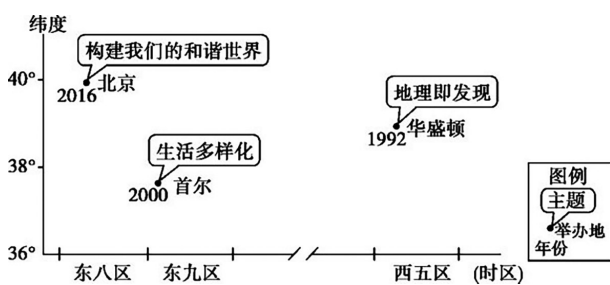 纬度
构建我们的和谐世界
40°
北京
2016
地理即发现
华盛顿
1992
生活多样化
38°
首尔
2000
图例
主题
举办地
年份
36°
东八区
东九区
西五区
(时区)